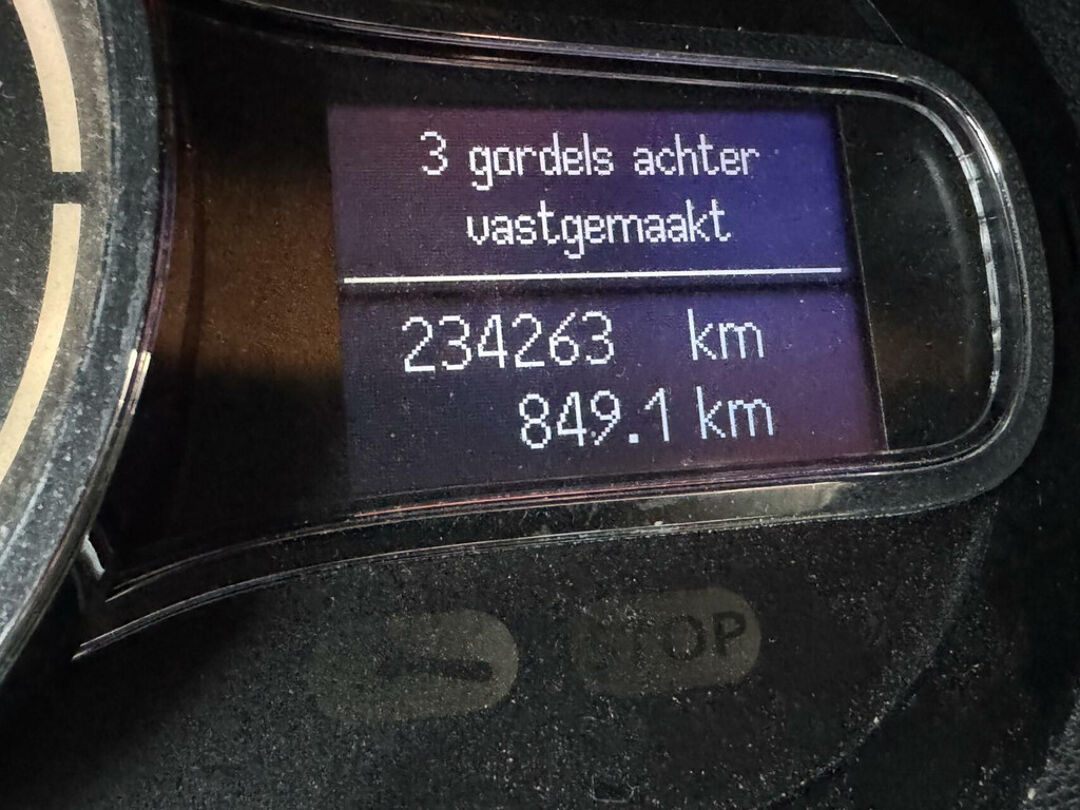 3 gordels achter
vastgemaakt
234263 km
849.1 km
STOP